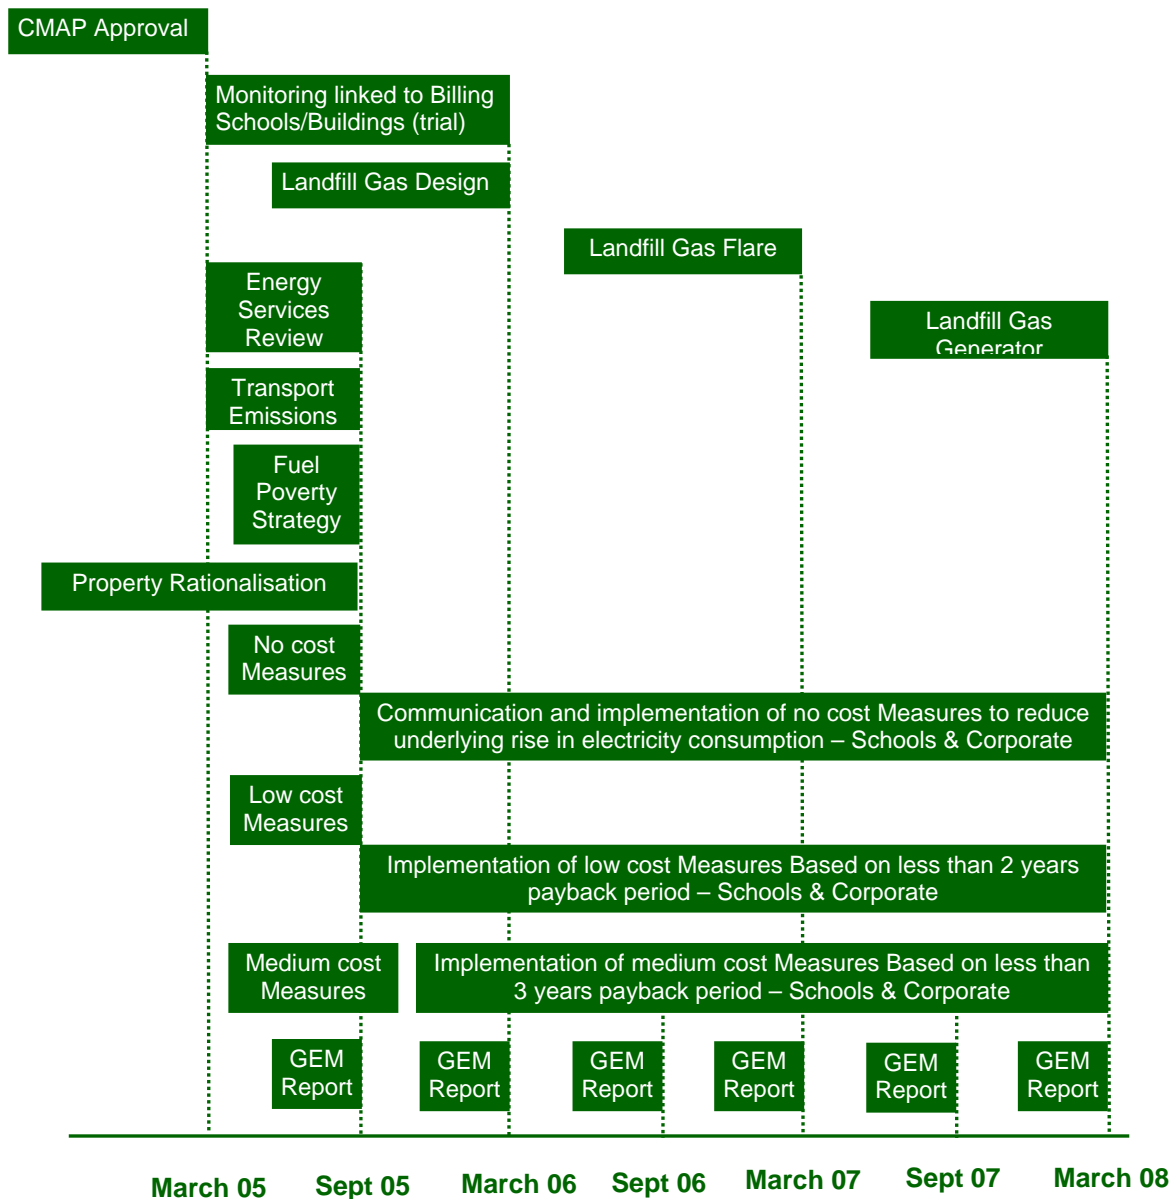 CMAP Approval
Monitoring linked to Billing
Schools/Buildings (trial)
Landfill Gas Design
Landfill Gas Flare
Energy
Services
Review
Landfill Gas
Generator
Transport
Emissions
Fuel
Poverty
Strategy
Property Rationalisation
No cost
Measures
Communication and implementation of no cost Measures to reduce
underlying rise in electricity consumption – Schools & Corporate
Low cost
Measures
Implementation of low cost Measures Based on less than 2 years
payback period – Schools & Corporate
Medium cost
Measures
Implementation of medium cost Measures Based on less than
3 years payback period – Schools & Corporate
GEM
Report
GEM
Report
GEM
Report
GEM
Report
GEM
Report
GEM
Report
March 05
Sept 05
March 06
Sept 06
March 07
Sept 07
March 08